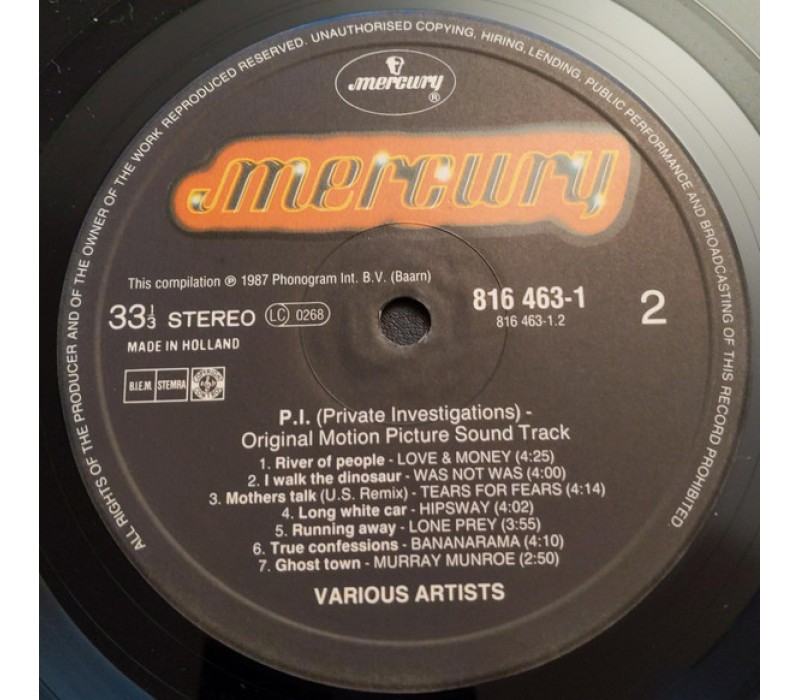 ALL RIGHTS OF THE PRODUCER AND OF THE OWNER OF THE WORK REPRODUCED RESERVED. UNAUTHORISED COPYING, HIRING, LENDING, PUBLIC PERFORMANCE AND BROADCASTING OF THIS RECORD PROHIBITED.
mercury ®
mercury
This compilation ℗ 1987 Phonogram Int. B.V. (Baarn)
33⅓ STEREO LC 0268
816 463-1
816 463-1.2
2
MADE IN HOLLAND
B.I.E.M. STEMRA
P.I. (Private Investigations) -
Original Motion Picture Sound Track
1. River of people - LOVE & MONEY (4:25)
2. I walk the dinosaur - WAS NOT WAS (4:00)
3. Mothers talk (U.S. Remix) - TEARS FOR FEARS (4:14)
4. Long white car - HIPSWAY (4:02)
5. Running away - LONE PREY (3:55)
6. True confessions - BANANARAMA (4:10)
7. Ghost town - MURRAY MUNROE (2:50)
VARIOUS ARTISTS